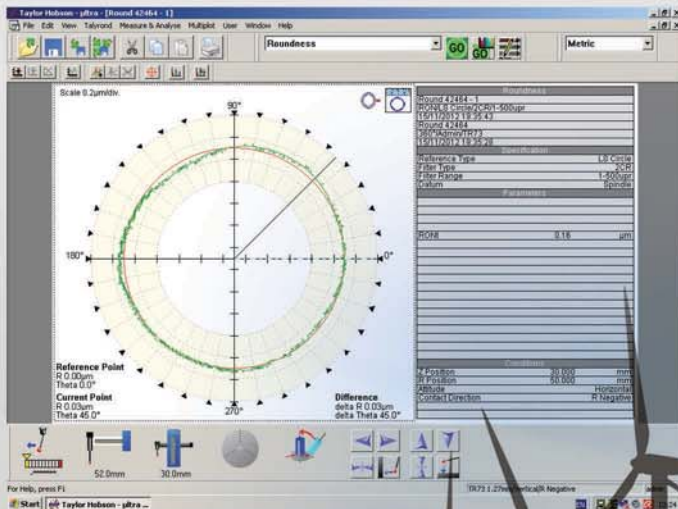 Taylor Hobson - µltra - [Round 42464 - 1]
File Edit View Talyrond Measure & Analyse Multiplot User Window Help
Roundness
GO
GO
Metric
Scale 0.2µm/div.
90°
180°
0°
270°
Reference Point
R 0.00µm
Theta 0.0°
Current Point
R 0.03µm
Theta 45.0°
Difference
delta R 0.03µm
delta Theta 45.0°
Roundness
Round 42464 - 1
RONI/LS Circle/2CR/1-500upr
15/11/2012 19:35:43
Round 42464
360°/Admin/TR73
15/11/2012 19:35:28
Specification
Reference Type LS Circle
Filter Type 2CR
Filter Range 1-500upr
Datum Spindle
Parameters
RONt 0.16 µm
Conditions
Z Position 30.000 mm
R Position 50.000 mm
Attitude Horizontal
Contact Direction R Negative
52.0mm
30.0mm
For Help, press F1
TR73 1.27mm/Vertical/R Negative
Start Taylor Hobson - µltra ...